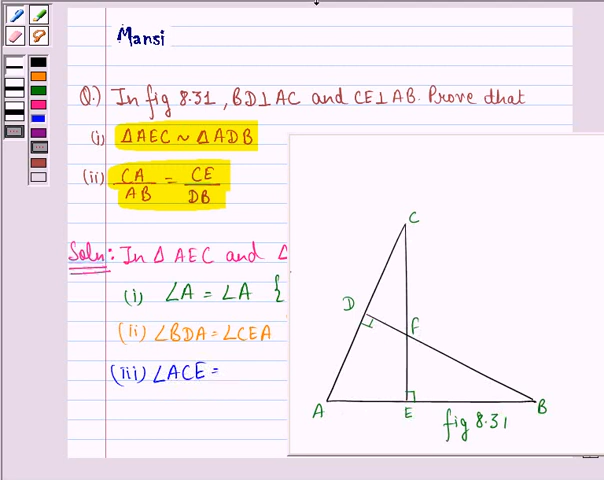 Mansi
Q.) In fig 8.31, BD⊥AC and CE⊥AB. Prove that
(i) ΔAEC ~ ΔADB
(ii) CA/AB = CE/DB
Soln: In Δ AEC and Δ
(i) ∠A = ∠A {
(ii) ∠BDA = ∠CEA
(iii) ∠ACE =
C
D
F
A
E
B
fig 8.31